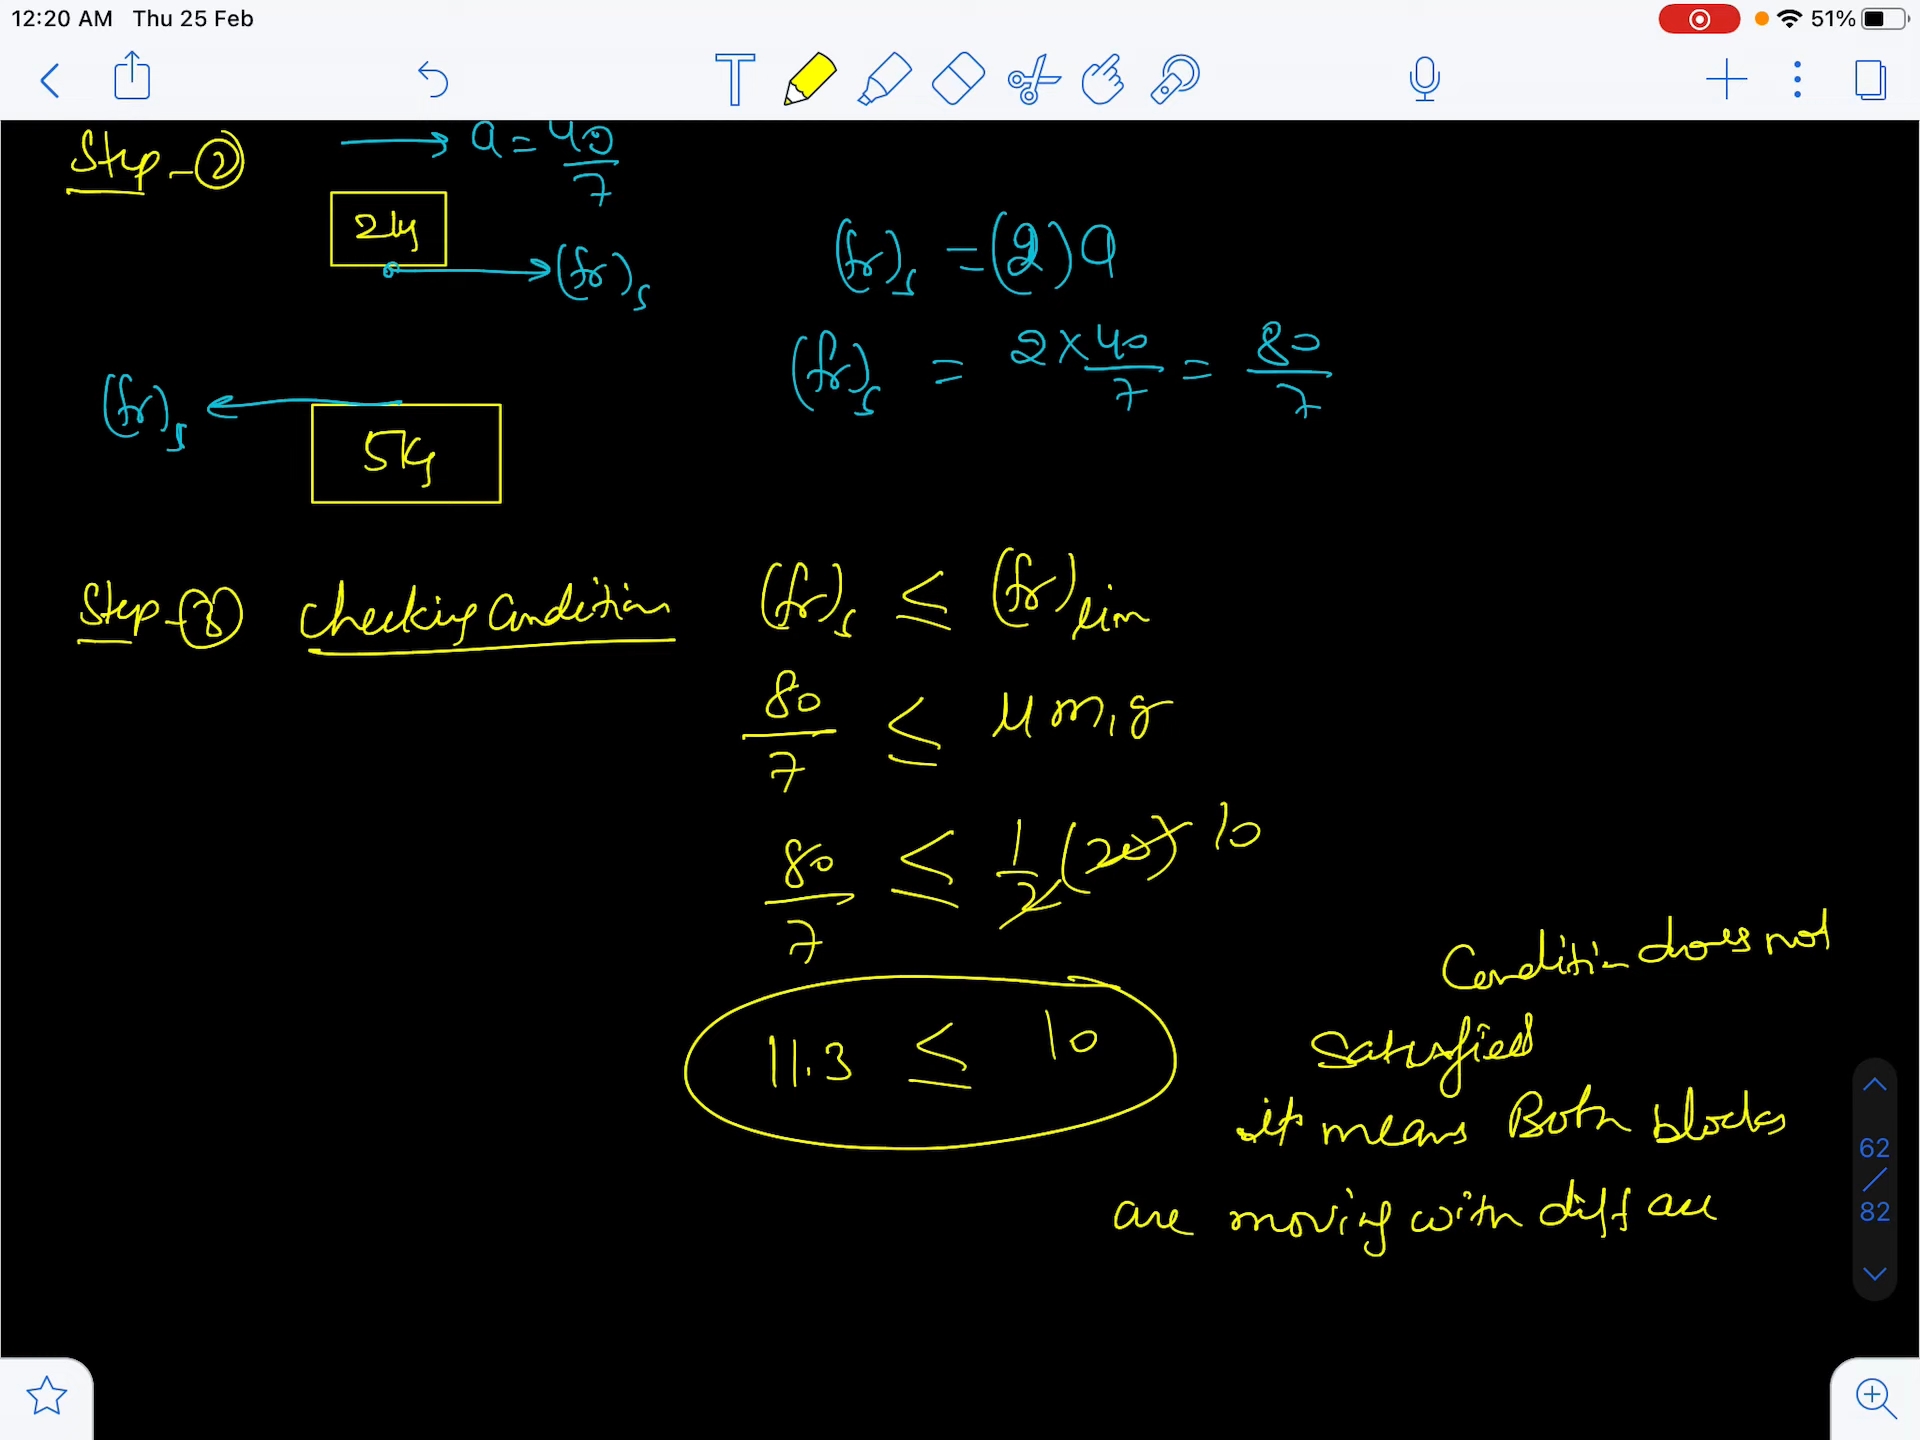 12:20 AM Thu 25 Feb
51%
T
Step-②
a = 40/7
2kg
(fr)s
(fr)s = (2)a
(fr)s = 2×40/7 = 80/7
(fr)s
5kg
Step-③ Checking Condition (fr)s ≤ (fr)lim
80/7 ≤ μm₁g
80/7 ≤ 1/2 (20) 10
11.3 ≤ 10
Condition does not
Satisfied
it means Both blocks
are moving with diff acc
62
/
82